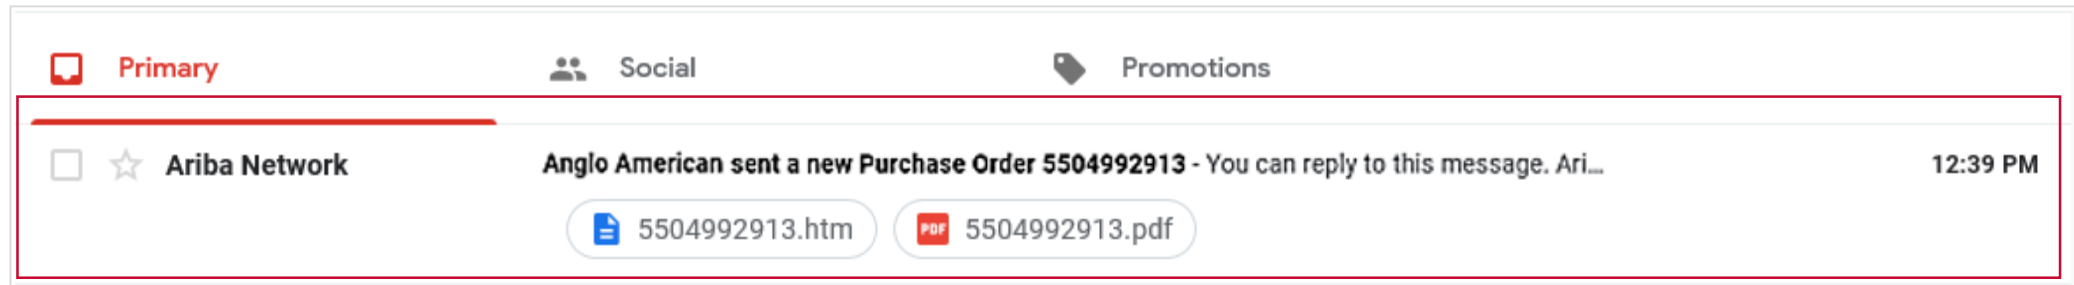 Primary Social Promotions
Ariba Network Anglo American sent a new Purchase Order 5504992913 - You can reply to this message. Ari... 12:39 PM
5504992913.htm PDF 5504992913.pdf